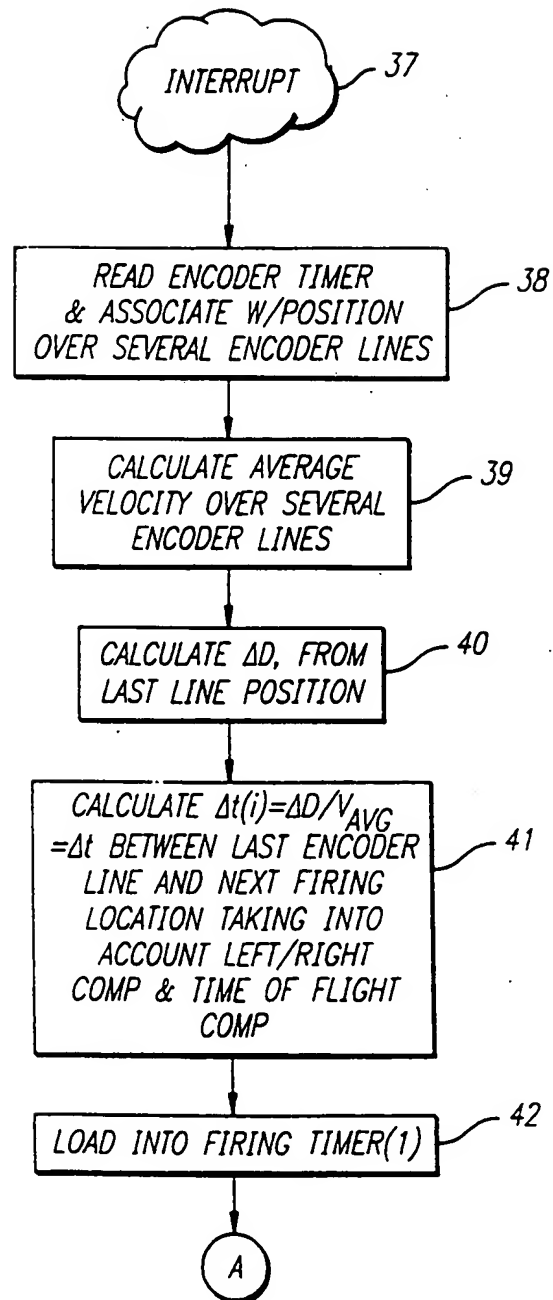 INTERRUPT
37
READ ENCODER TIMER
& ASSOCIATE W/POSITION
OVER SEVERAL ENCODER LINES
38
CALCULATE AVERAGE
VELOCITY OVER SEVERAL
ENCODER LINES
39
CALCULATE ΔD, FROM
LAST LINE POSITION
40
CALCULATE Δt(i)=ΔD/VAVG
=Δt BETWEEN LAST ENCODER
LINE AND NEXT FIRING
LOCATION TAKING INTO
ACCOUNT LEFT/RIGHT
COMP & TIME OF FLIGHT
COMP
41
LOAD INTO FIRING TIMER(1)
42
A